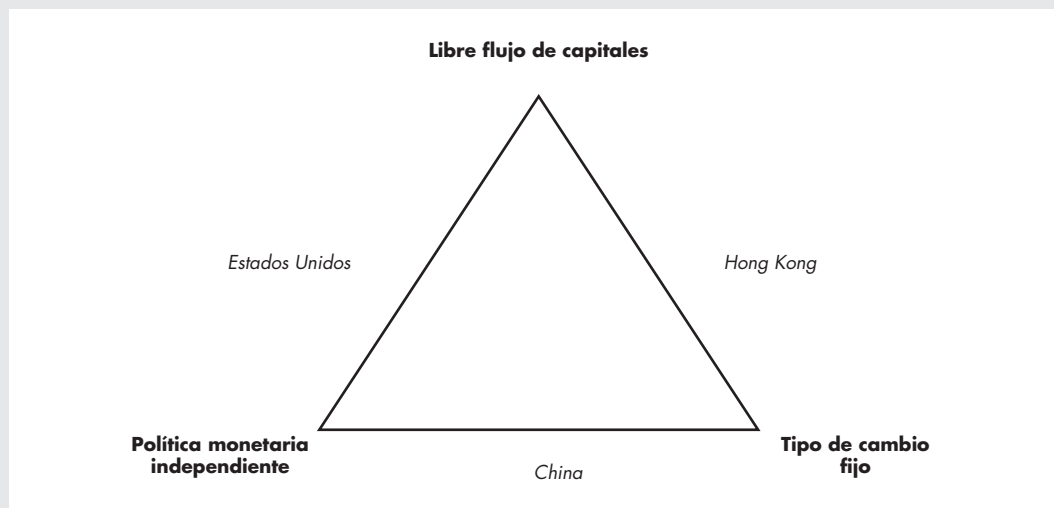 Libre flujo de capitales
Estados Unidos
Hong Kong
Política monetaria
independiente
Tipo de cambio
fijo
China